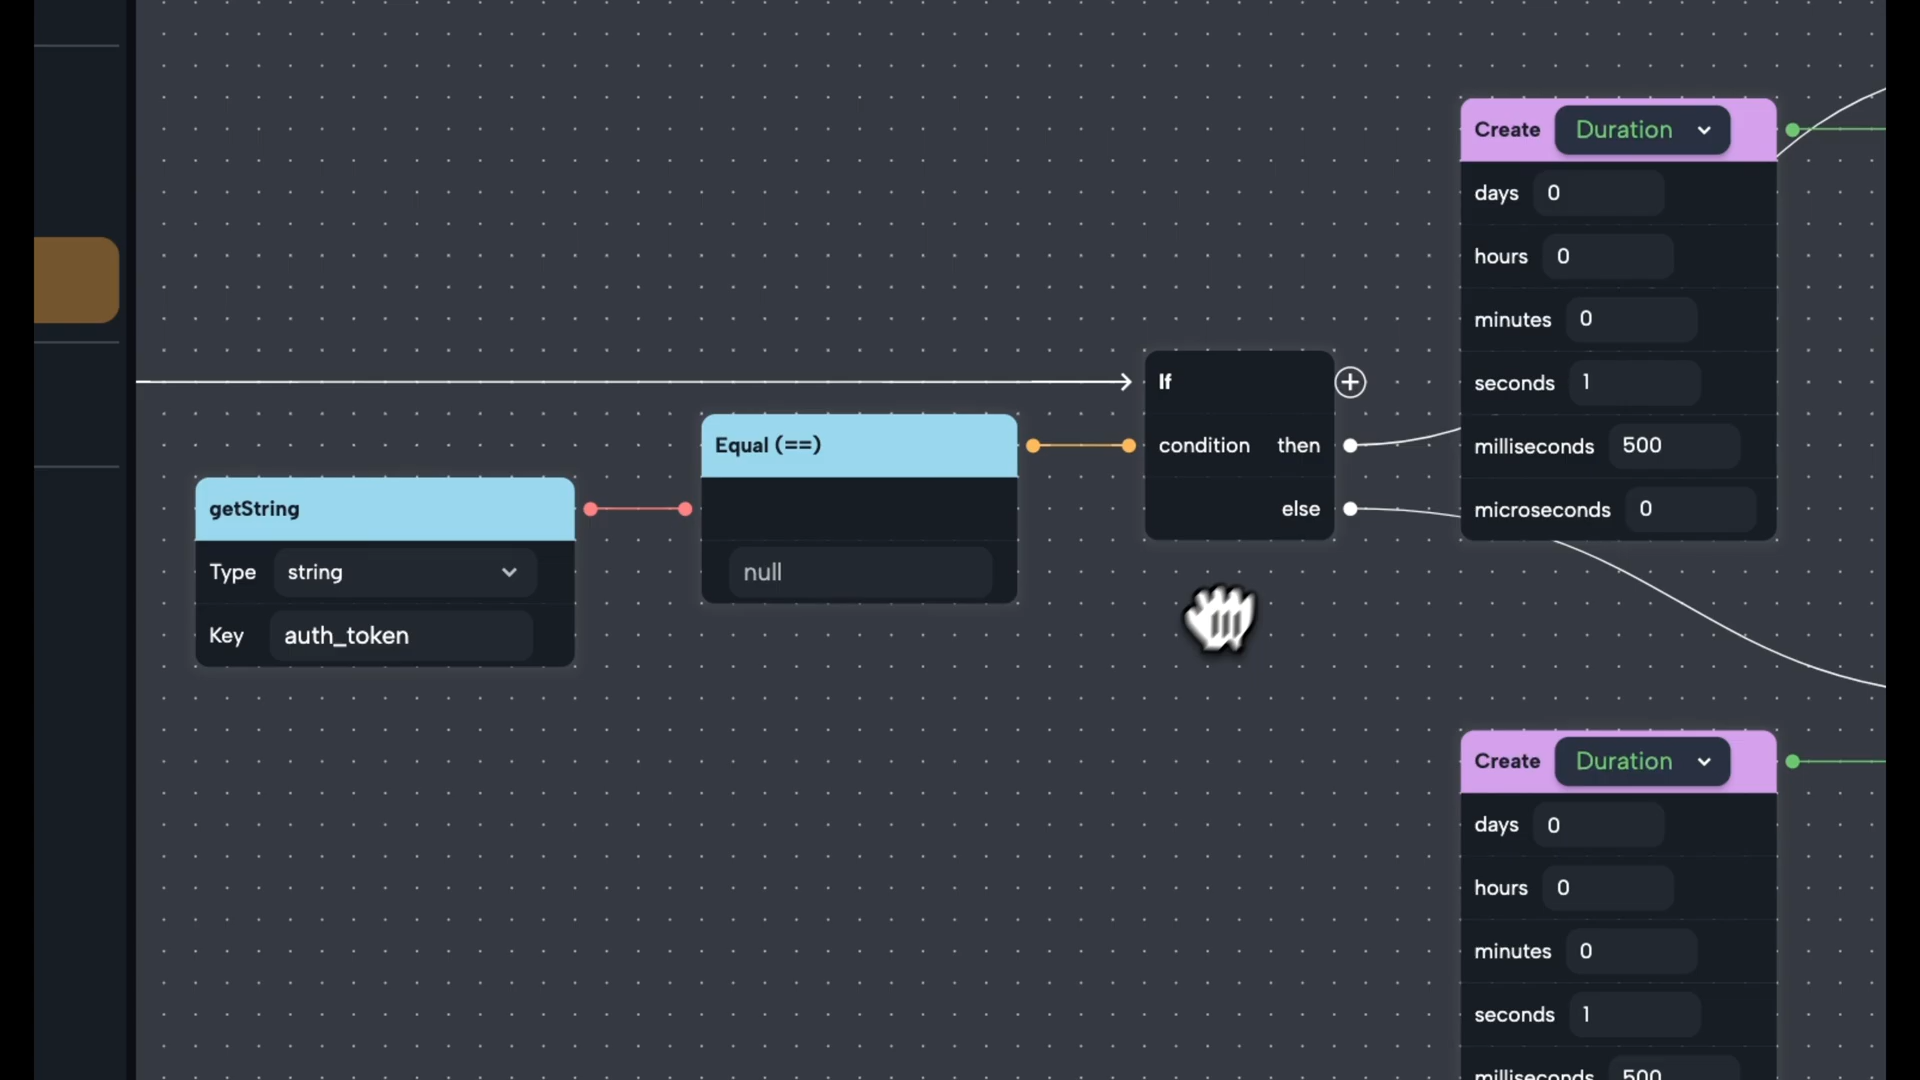 getString
Type string
Key auth_token
Equal (==)
null
If
condition then
else
Create Duration
days 0
hours 0
minutes 0
seconds 1
milliseconds 500
microseconds 0
Create Duration
days 0
hours 0
minutes 0
seconds 1
milliseconds 500